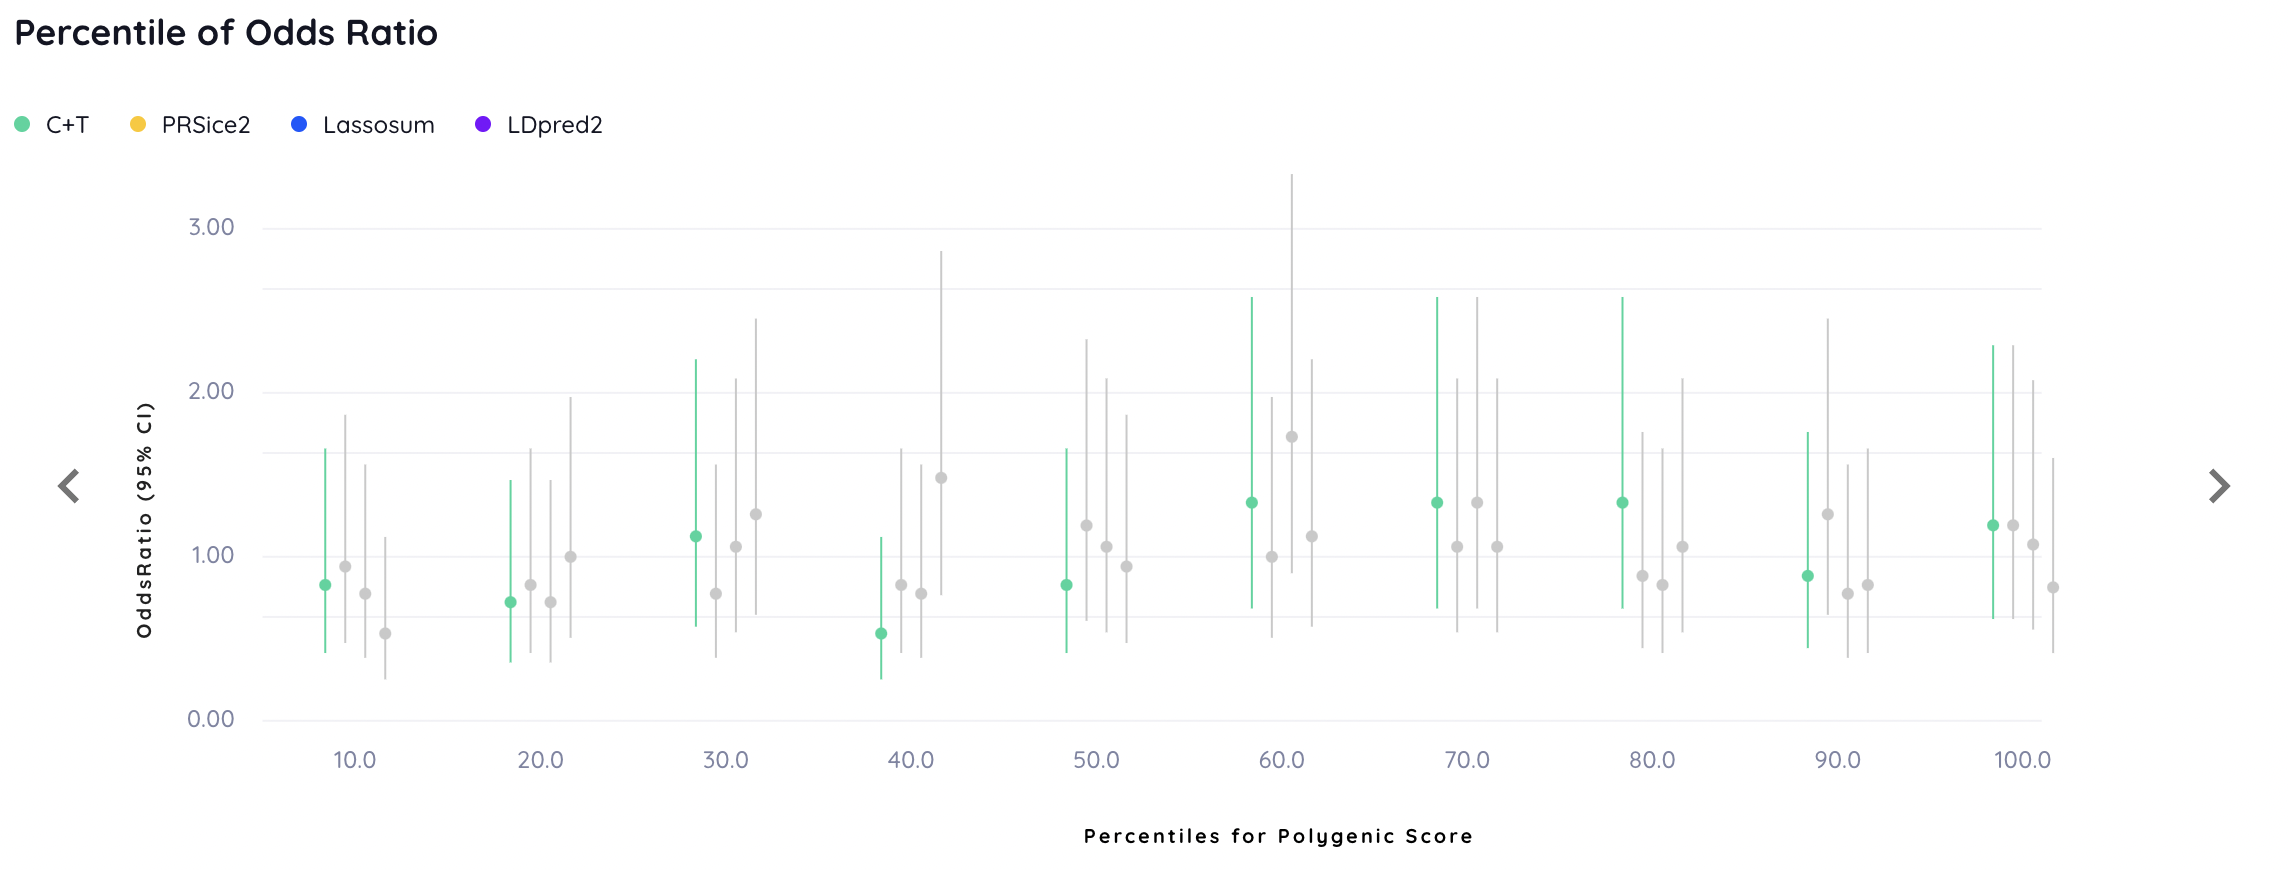 Percentile of Odds Ratio
C+T PRSice2 Lassosum LDpred2
3.00
2.00
1.00
0.00
OddsRatio (95% CI)
10.0 20.0 30.0 40.0 50.0 60.0 70.0 80.0 90.0 100.0
Percentiles for Polygenic Score